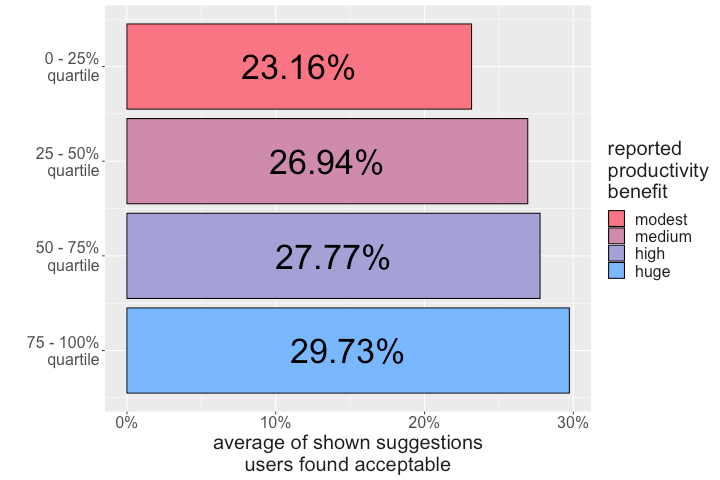 0 - 25%
quartile
23.16%
25 - 50%
quartile
26.94%
50 - 75%
quartile
27.77%
75 - 100%
quartile
29.73%
0%
10%
20%
30%
average of shown suggestions
users found acceptable
reported
productivity
benefit
modest
medium
high
huge